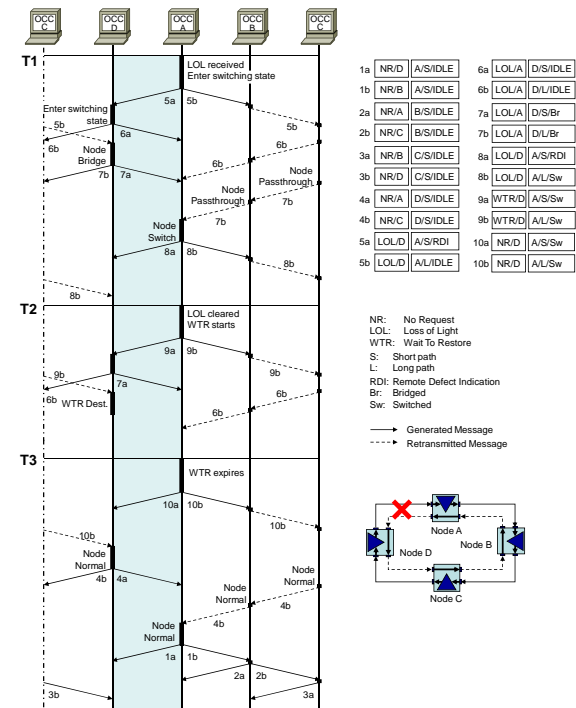 OCC C
OCC D
OCC A
OCC B
OCC C
T1
LOL received
Enter switching state
5a 5b
Enter switching
state
5b
5b
6a
6b
6b
Node
Bridge
6b
7b 7a
Node
Passthrough
Node
Passthrough
7b
7b
Node
Switch
8a 8b
8b
8b
T2
LOL cleared
WTR starts
9a 9b
9b
9b
7a
6b
WTR Dest.
6b
6b
T3
WTR expires
10a 10b
10b
10b
Node
Normal
4b 4a
Node
Normal
Node
Normal
4b
4b
Node
Normal
1a 1b
2a 2b
3b
3a
1a NR/D A/S/IDLE
1b NR/B A/S/IDLE
2a NR/A B/S/IDLE
2b NR/C B/S/IDLE
3a NR/B C/S/IDLE
3b NR/D C/S/IDLE
4a NR/A D/S/IDLE
4b NR/C D/S/IDLE
5a LOL/D A/S/RDI
5b LOL/D A/L/IDLE
6a LOL/A D/S/IDLE
6b LOL/A D/L/IDLE
7a LOL/A D/S/Br
7b LOL/A D/L/Br
8a LOL/D A/S/RDI
8b LOL/D A/L/Sw
9a WTR/D A/S/Sw
9b WTR/D A/L/Sw
10a NR/D A/S/Sw
10b NR/D A/L/Sw
NR: No Request
LOL: Loss of Light
WTR: Wait To Restore
S: Short path
L: Long path
RDI: Remote Defect Indication
Br: Bridged
Sw: Switched
Generated Message
Retransmitted Message
Node A
Node B
Node D
Node C